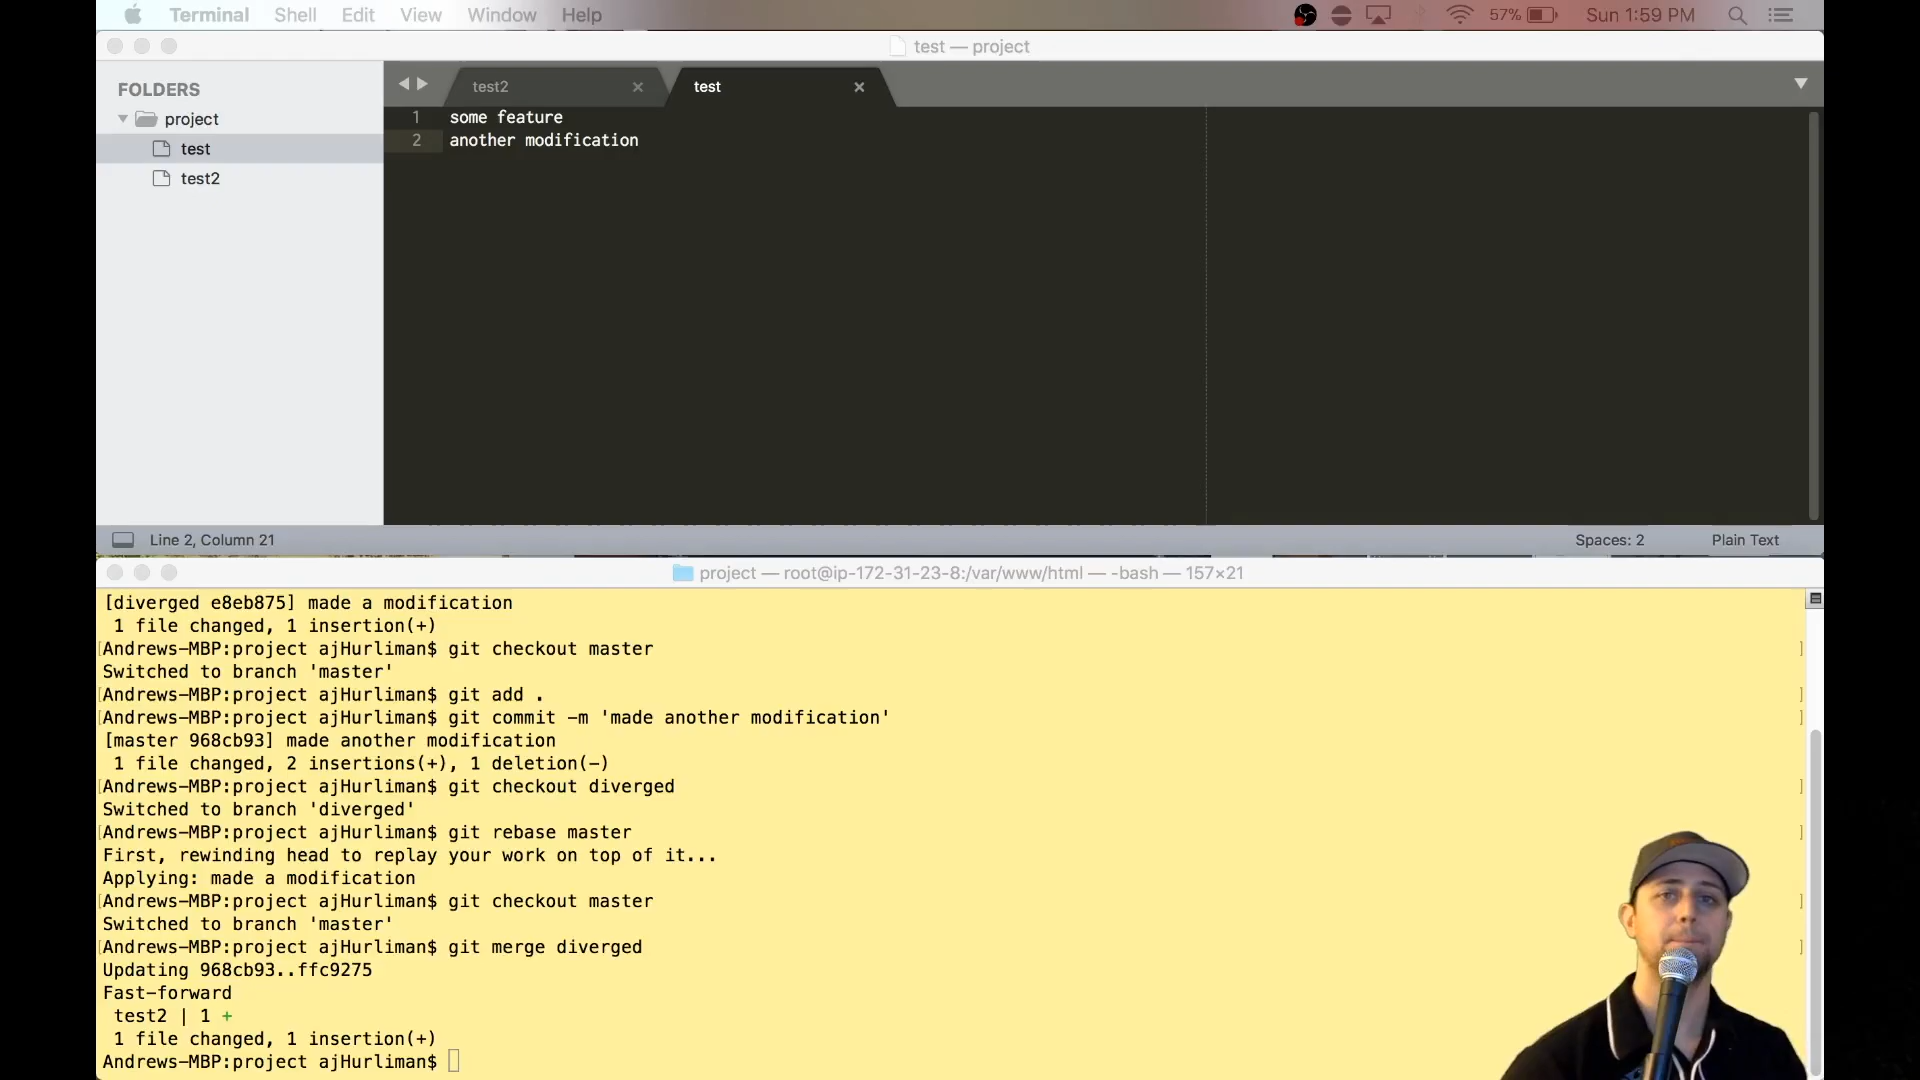 Terminal Shell Edit View Window Help 57% Sun 1:59 PM
test — project
FOLDERS
project
test
test2
test2 test
1 some feature
2 another modification
Line 2, Column 21 Spaces: 2 Plain Text
project — root@ip-172-31-23-8:/var/www/html — -bash — 157×21
[diverged e8eb875] made a modification
1 file changed, 1 insertion(+)
[Andrews-MBP:project ajHurliman$ git checkout master ]
Switched to branch 'master'
[Andrews-MBP:project ajHurliman$ git add . ]
[Andrews-MBP:project ajHurliman$ git commit -m 'made another modification' ]
[master 968cb93] made another modification
1 file changed, 2 insertions(+), 1 deletion(-)
[Andrews-MBP:project ajHurliman$ git checkout diverged ]
Switched to branch 'diverged'
[Andrews-MBP:project ajHurliman$ git rebase master ]
First, rewinding head to replay your work on top of it...
Applying: made a modification
[Andrews-MBP:project ajHurliman$ git checkout master ]
Switched to branch 'master'
[Andrews-MBP:project ajHurliman$ git merge diverged ]
Updating 968cb93..ffc9275
Fast-forward
test2 | 1 +
1 file changed, 1 insertion(+)
Andrews-MBP:project ajHurliman$